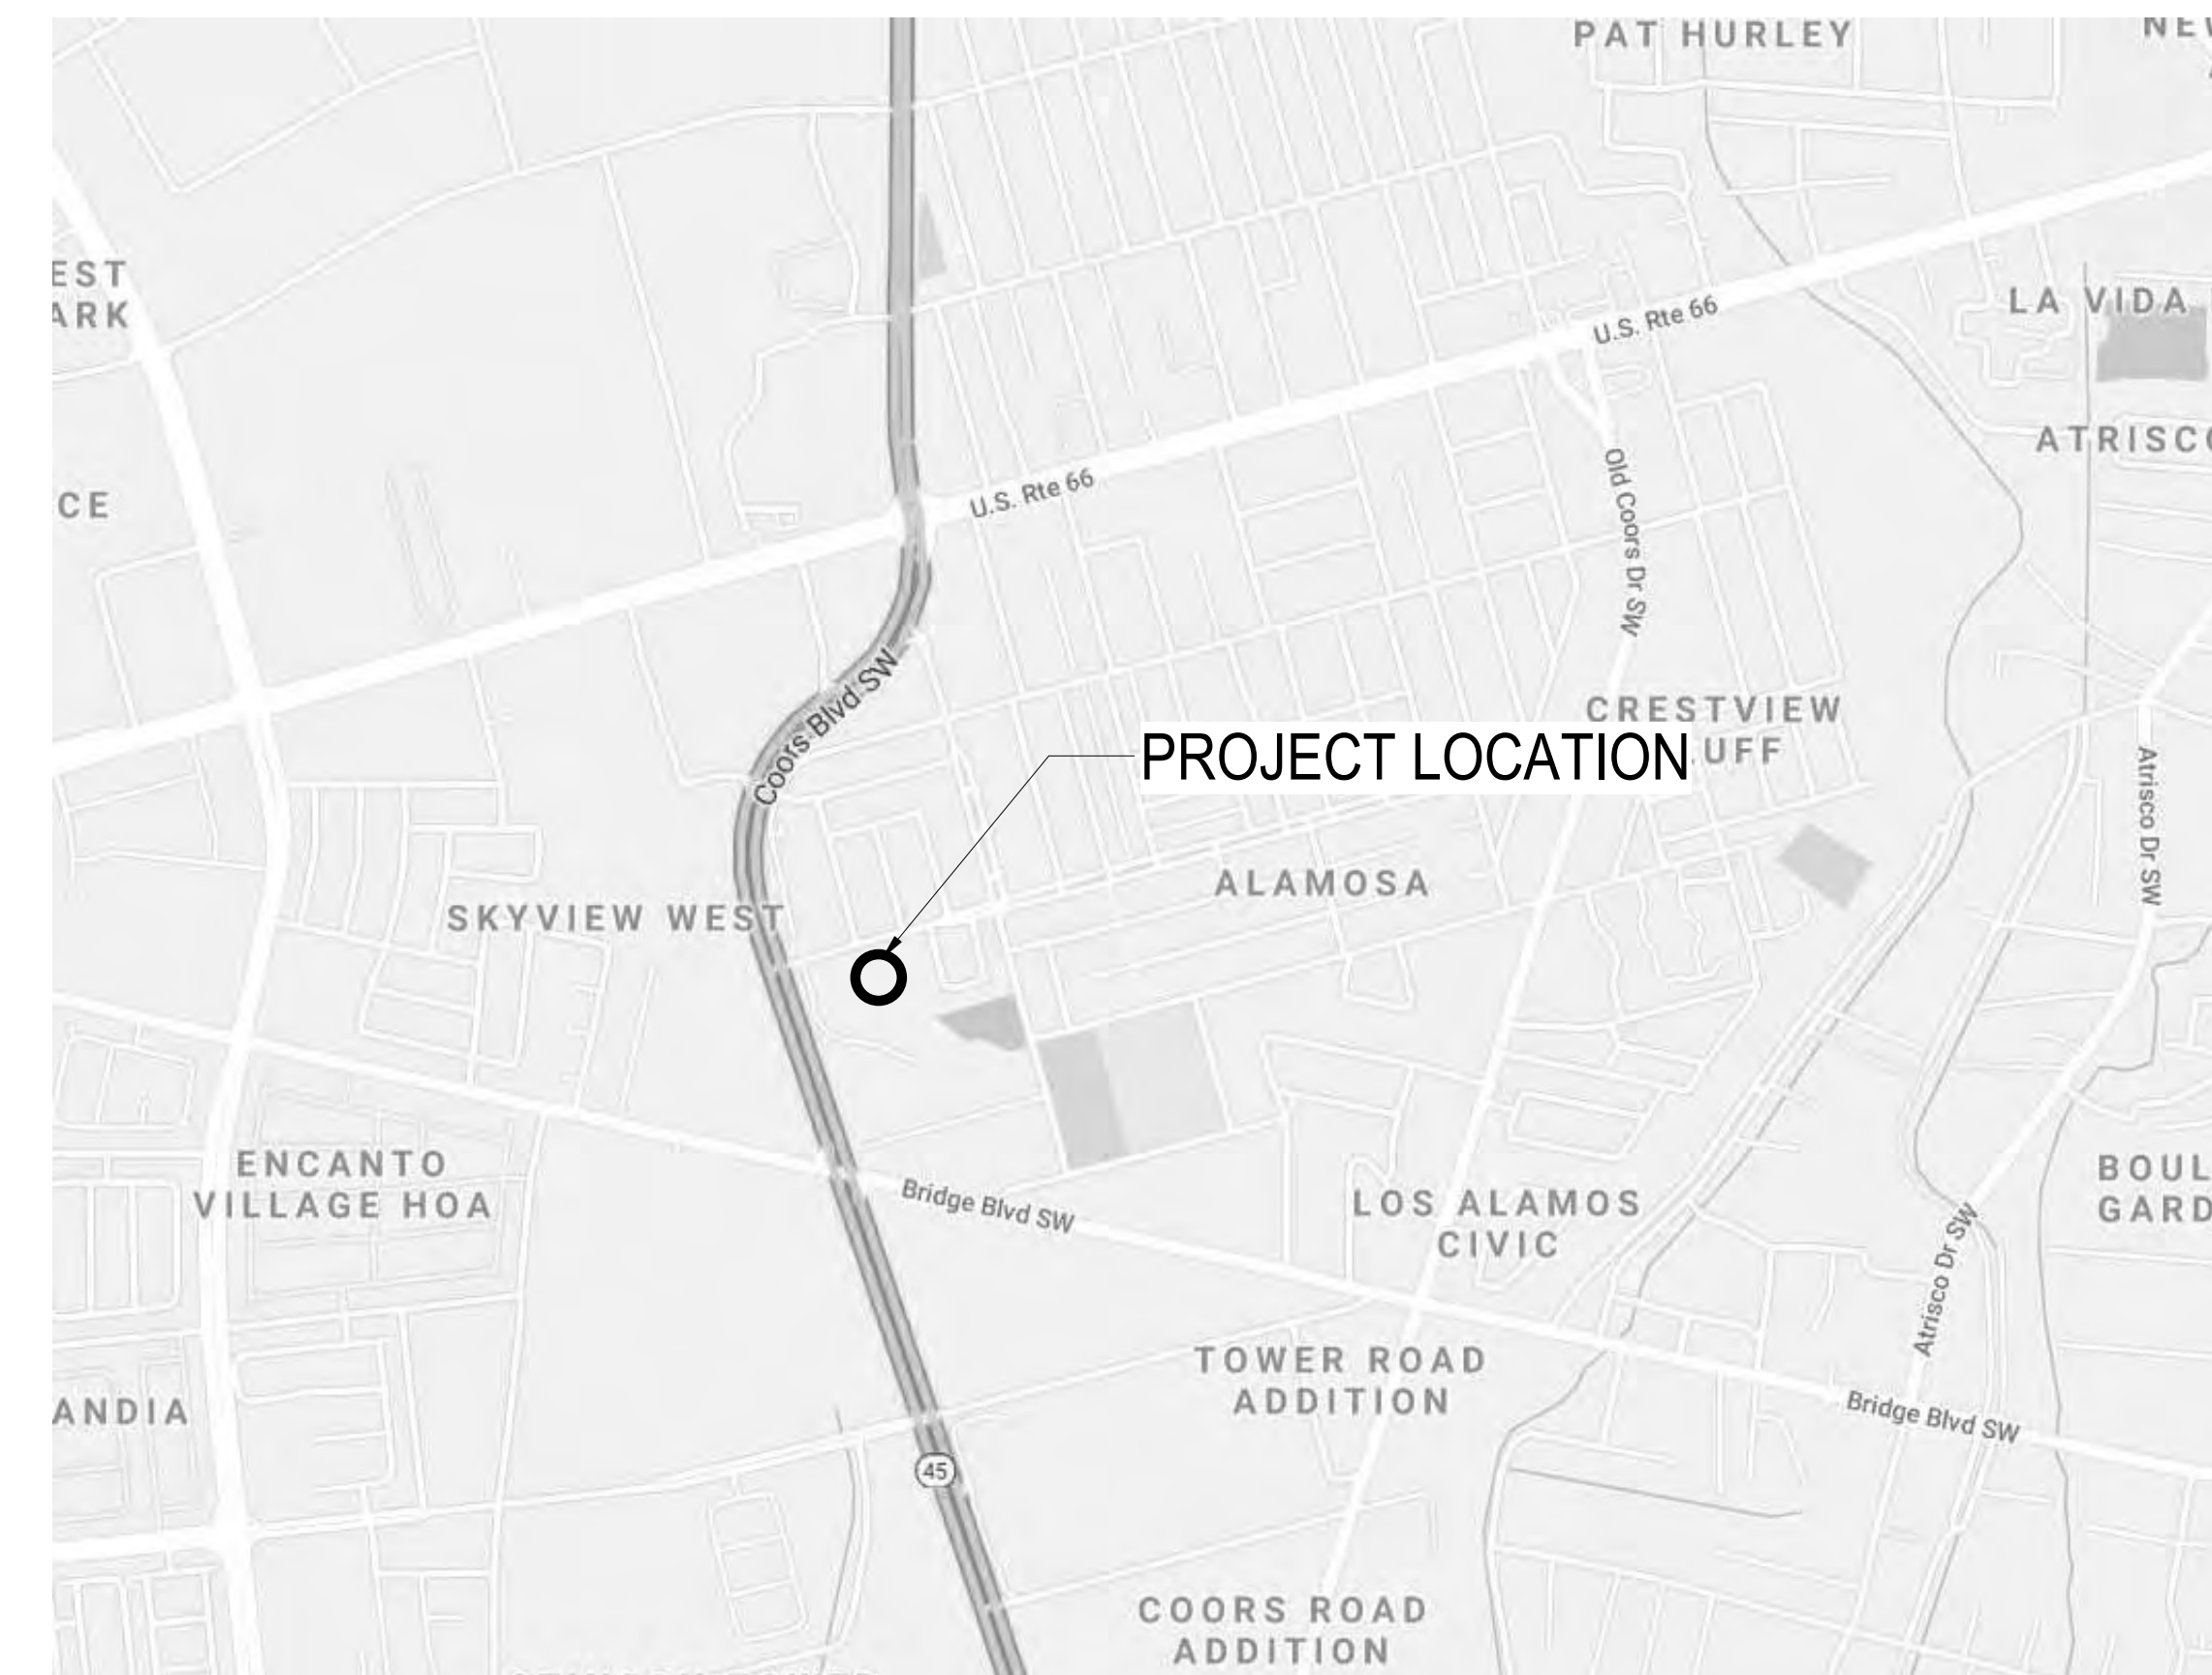 PAT HURLEY
EST
ARK
LA VIDA
U.S. Rte 66
ATRISCO
CE
U.S. Rte 66
Old Coors Dr SW
Coors Blvd SW
CRESTVIEW
UFF
PROJECT LOCATION
Atrisco Dr SW
ALAMOSA
SKYVIEW WEST
ENCANTO
VILLAGE HOA
Bridge Blvd SW
LOS ALAMOS
CIVIC
BOUL
GARD
Atrisco Dr SW
TOWER ROAD
ADDITION
ANDIA
Bridge Blvd SW
45
COORS ROAD
ADDITION